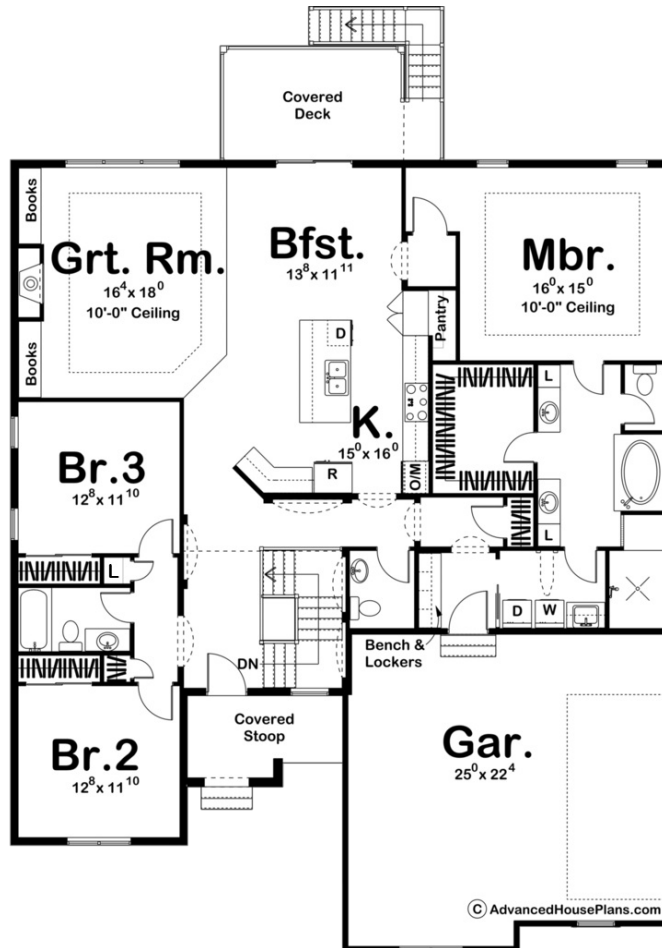 Covered
Deck
Books
Grt. Rm.
16⁴ x 18⁰
10'-0" Ceiling
Books
Bfst.
13⁸ x 11¹¹
Mbr.
16⁰ x 15⁰
10'-0" Ceiling
Pantry
D
K.
15⁰ x 16⁰
R
O/M
L
L
Br.3
12⁸ x 11¹⁰
L
DN
D
W
Bench &
Lockers
Covered
Stoop
Br.2
12⁸ x 11¹⁰
Gar.
25⁰ x 22⁴
© AdvancedHousePlans.com